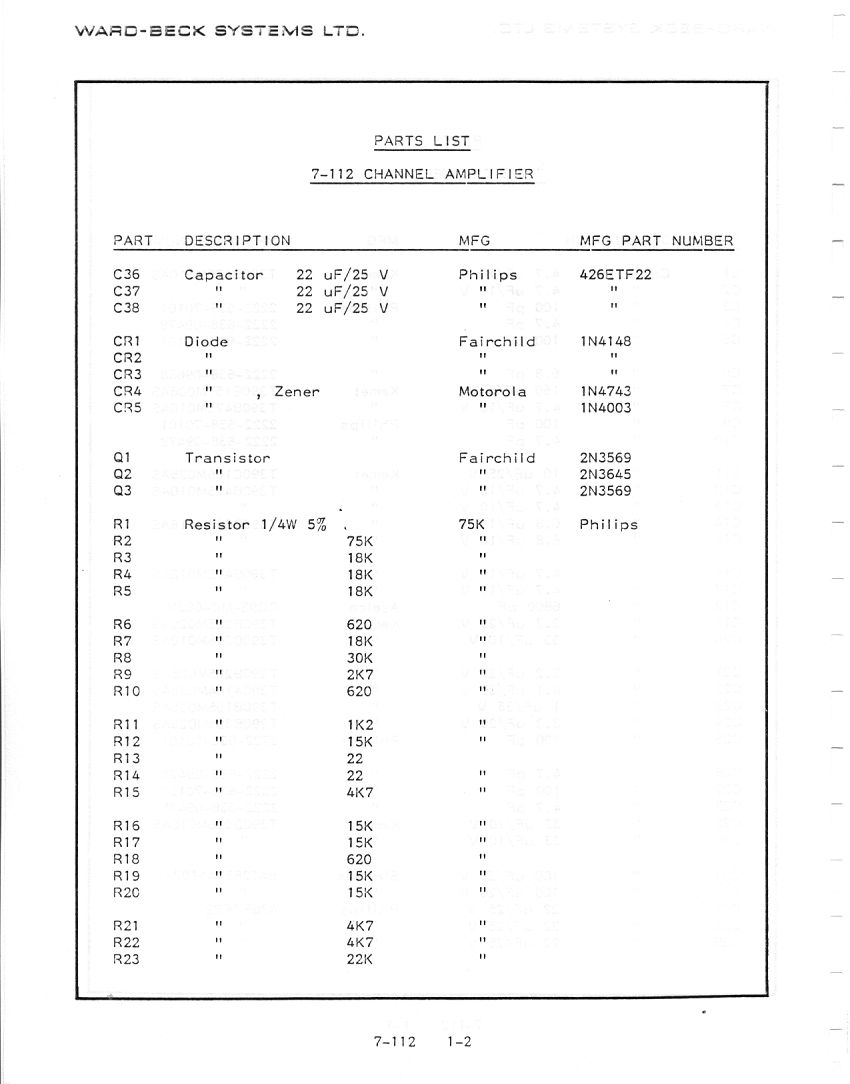 WARD-BECK SYSTEMS LTD.
PARTS LIST
7-112 CHANNEL AMPLIFIER
PART DESCRIPTION MFG MFG PART NUMBER
C36 Capacitor 22 uF/25 V Philips 426ETF22
C37 " 22 uF/25 V " "
C38 " 22 uF/25 V " "
CR1 Diode Fairchild 1N4148
CR2 " " "
CR3 " " "
CR4 " , Zener Motorola 1N4743
CR5 " " 1N4003
Q1 Transistor Fairchild 2N3569
Q2 " " 2N3645
Q3 " " 2N3569
R1 Resistor 1/4W 5% 75K Philips
R2 " 75K "
R3 " 18K "
R4 " 18K "
R5 " 18K "
R6 " 620 "
R7 " 18K "
R8 " 30K "
R9 " 2K7 "
R10 " 620 "
R11 " 1K2 "
R12 " 15K "
R13 " 22
R14 " 22 "
R15 " 4K7 "
R16 " 15K "
R17 " 15K "
R18 " 620 "
R19 " 15K "
R20 " 15K "
R21 " 4K7 "
R22 " 4K7 "
R23 " 22K "
7-112 1-2